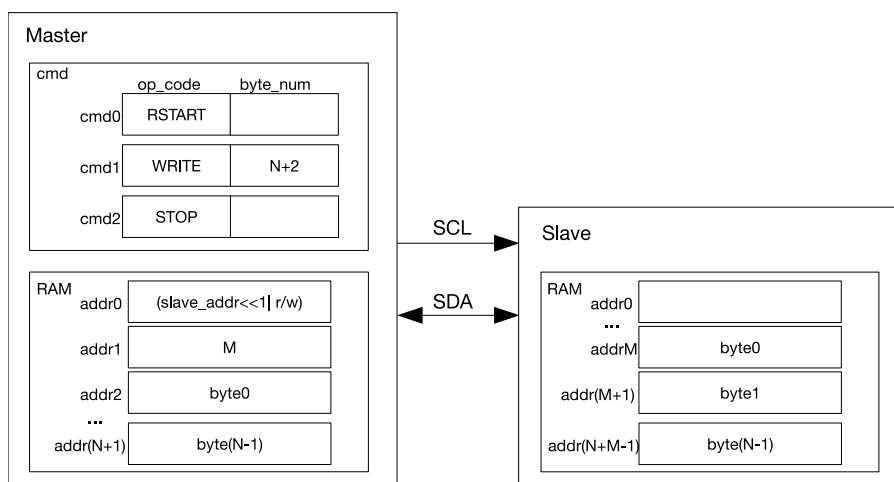 Master
cmd
op_code byte_num
cmd0 RSTART
cmd1 WRITE N+2
cmd2 STOP
RAM
addr0 (slave_addr<<1| r/w)
addr1 M
addr2 byte0
...
addr(N+1) byte(N-1)
SCL
SDA
Slave
RAM
addr0
...
addrM byte0
addr(M+1) byte1
addr(N+M-1) byte(N-1)